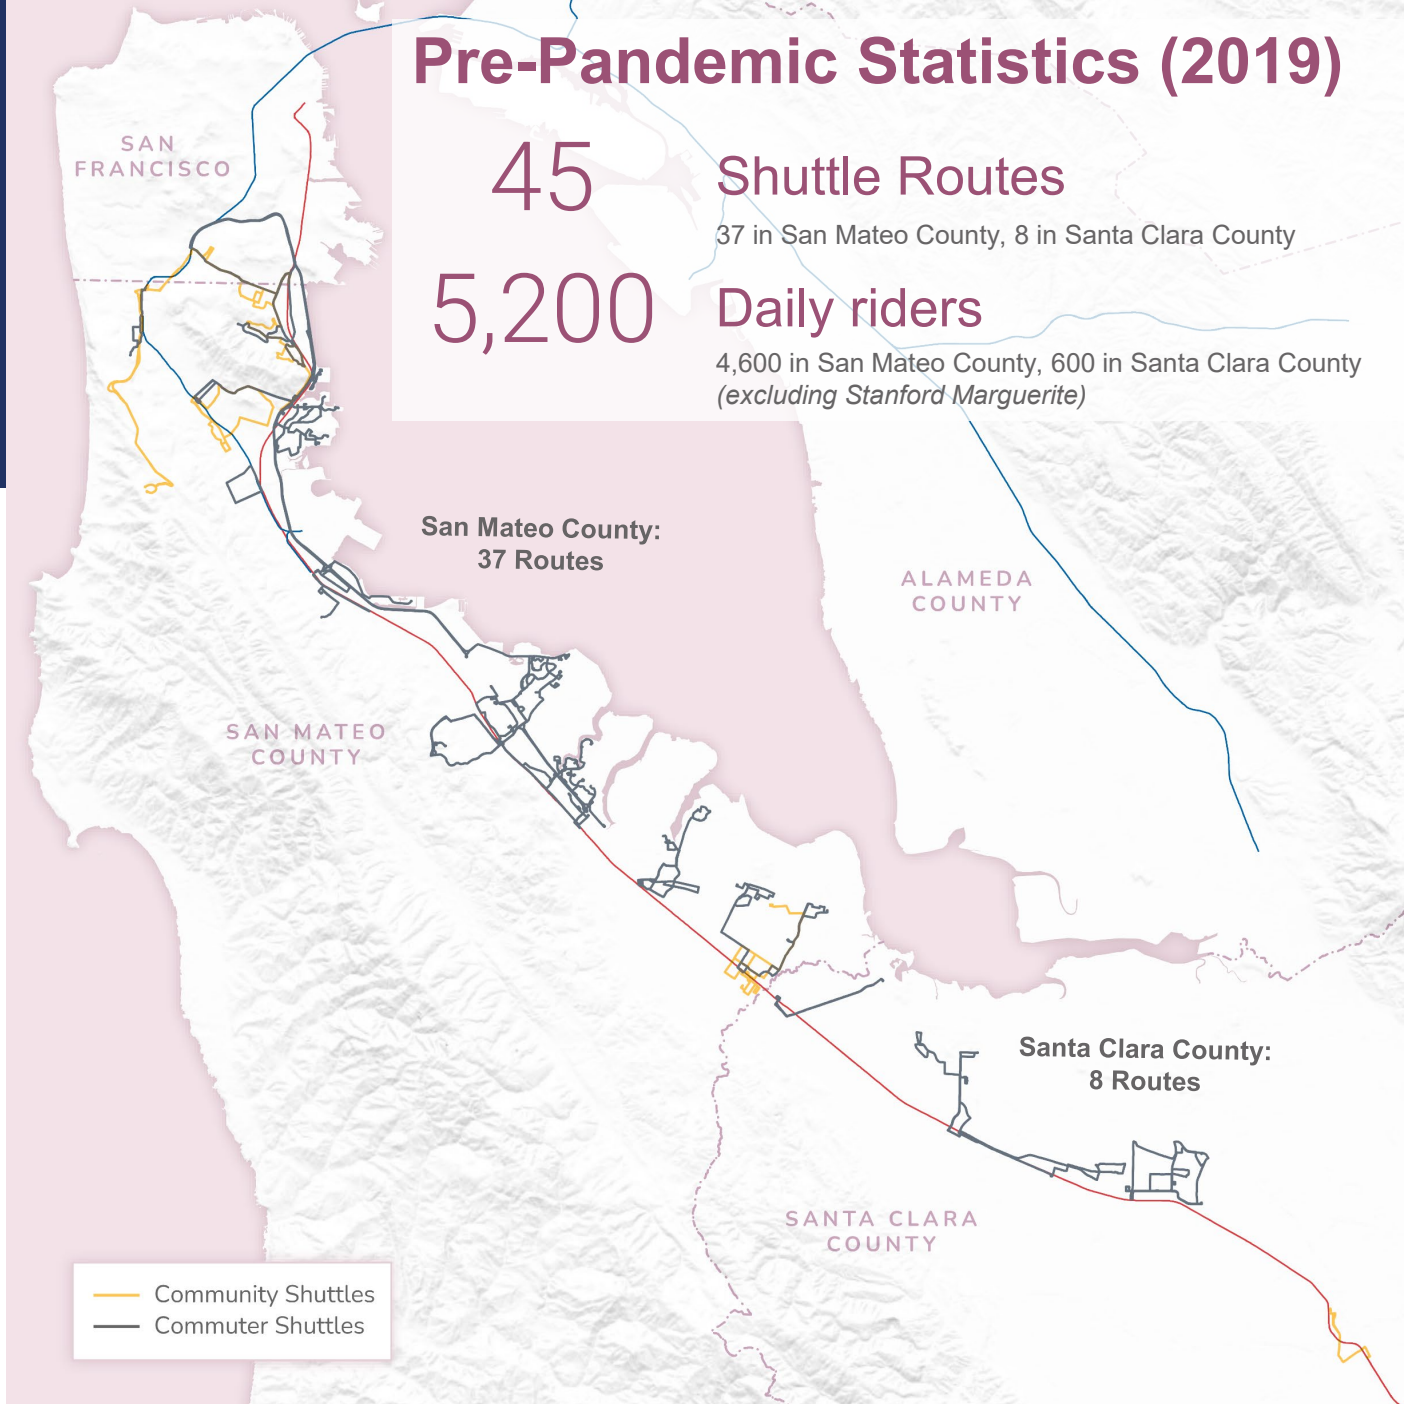 Pre-Pandemic Statistics (2019)
45
Shuttle Routes
37 in San Mateo County, 8 in Santa Clara County
5,200
Daily riders
4,600 in San Mateo County, 600 in Santa Clara County
(excluding Stanford Marguerite)
SAN
FRANCISCO
San Mateo County:
37 Routes
ALAMEDA
COUNTY
SAN MATEO
COUNTY
Santa Clara County:
8 Routes
SANTA CLARA
COUNTY
Community Shuttles
Commuter Shuttles